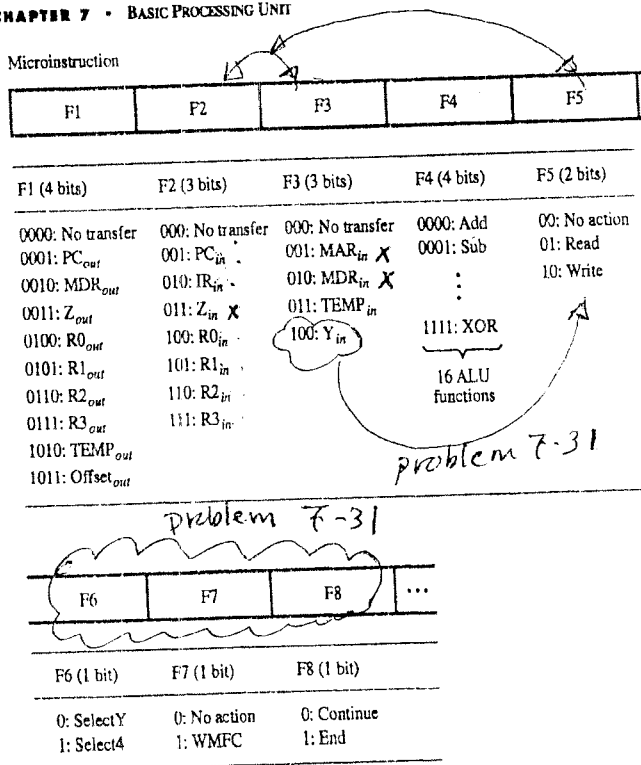 CHAPTER 7 • BASIC PROCESSING UNIT
Microinstruction
F1 F2 F3 F4 F5
F1 (4 bits) F2 (3 bits) F3 (3 bits) F4 (4 bits) F5 (2 bits)
0000: No transfer 000: No transfer 000: No transfer 0000: Add 00: No action
0001: PCout 001: PCin 001: MARin X 0001: Sub 01: Read
0010: MDRout 010: IRin 010: MDRin X ⋮ 10: Write
0011: Zout 011: Zin X 011: TEMPin
0100: R0out 100: R0in 100: Yin 1111: XOR
0101: R1out 101: R1in 16 ALU
0110: R2out 110: R2in functions
0111: R3out 111: R3in
1010: TEMPout
1011: Offsetout
problem 7-31
problem 7-31
F6 F7 F8 ...
F6 (1 bit) F7 (1 bit) F8 (1 bit)
0: SelectY 0: No action 0: Continue
1: Select4 1: WMFC 1: End